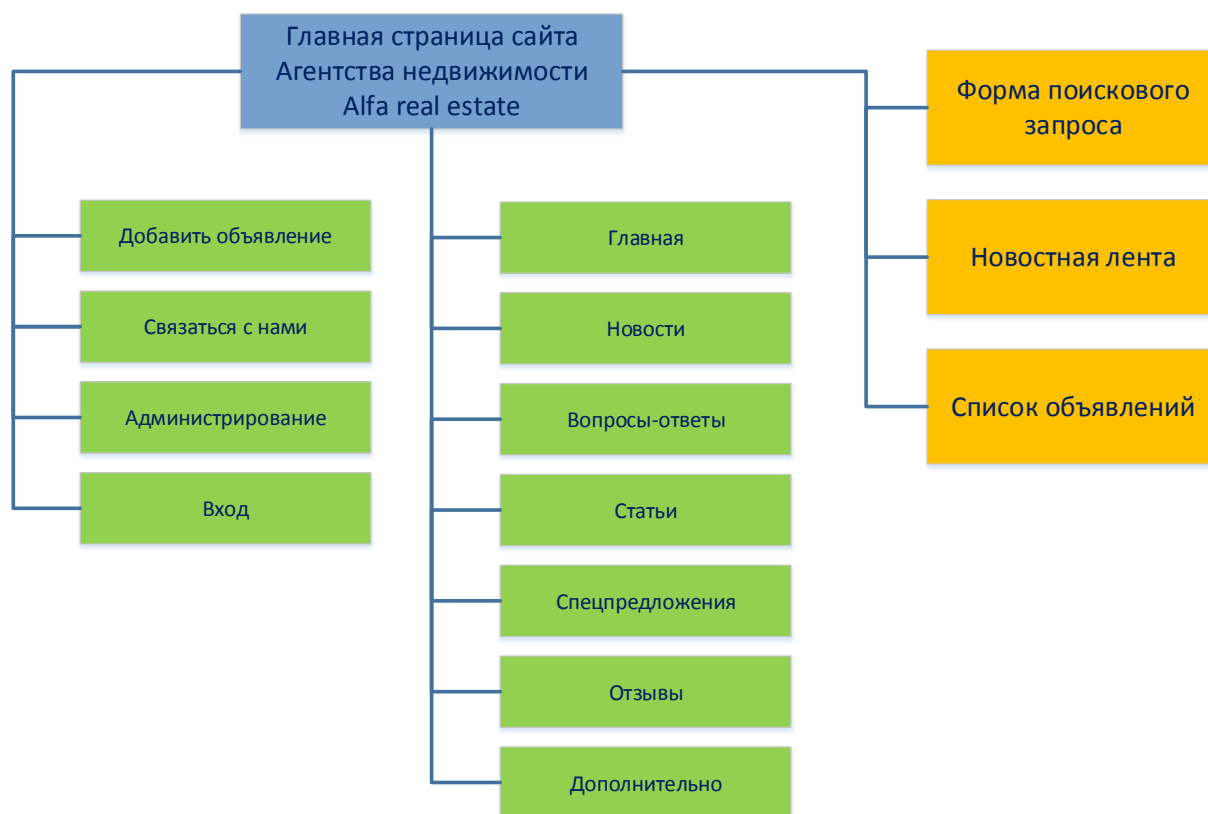 Главная страница сайта
Агентства недвижимости
Alfa real estate
Добавить объявление
Связаться с нами
Администрирование
Вход
Главная
Новости
Вопросы-ответы
Статьи
Спецпредложения
Отзывы
Дополнительно
Форма поискового
запроса
Новостная лента
Список объявлений